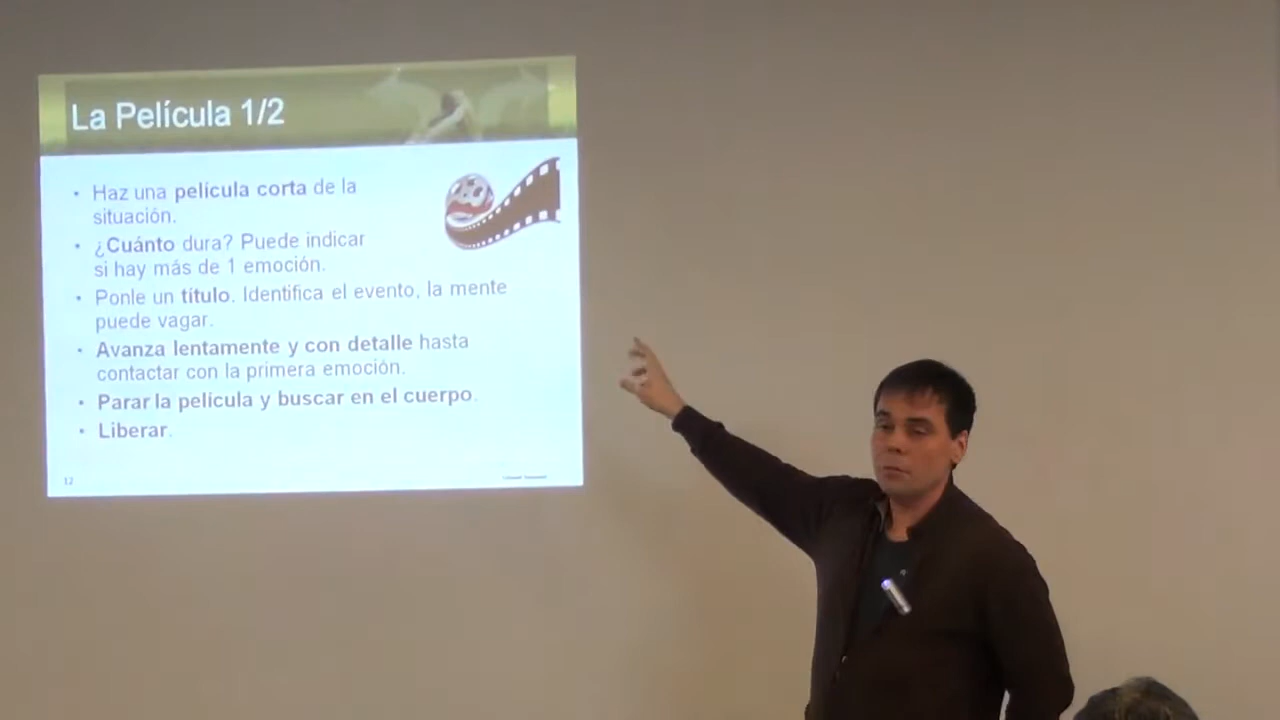 La Película 1/2
• Haz una película corta de la
situación.
• ¿Cuánto dura? Puede indicar
si hay más de 1 emoción.
• Ponle un título. Identifica el evento, la mente
puede vagar.
• Avanza lentamente y con detalle hasta
contactar con la primera emoción.
• Parar la película y buscar en el cuerpo.
• Liberar.
12